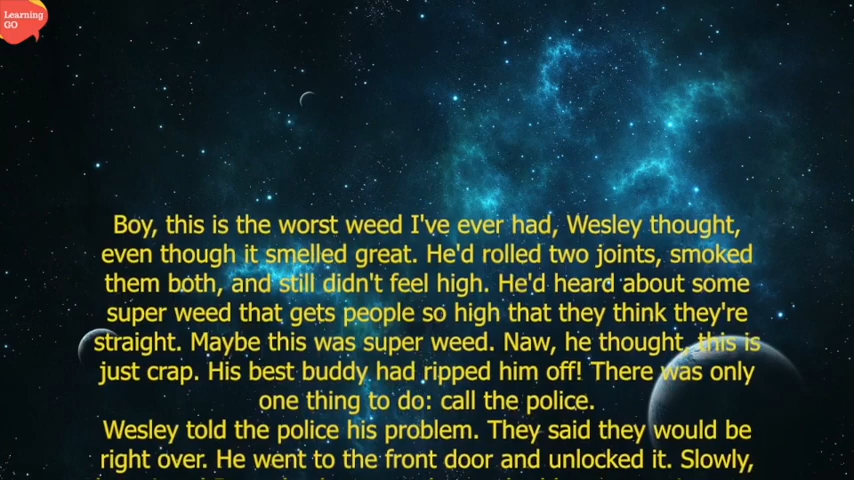 Learning
GO
Boy, this is the worst weed I've ever had, Wesley thought,
even though it smelled great. He'd rolled two joints, smoked
them both, and still didn't feel high. He'd heard about some
super weed that gets people so high that they think they're
straight. Maybe this was super weed. Naw, he thought, this is
just crap. His best buddy had ripped him off! There was only
one thing to do: call the police.
Wesley told the police his problem. They said they would be
right over. He went to the front door and unlocked it. Slowly,